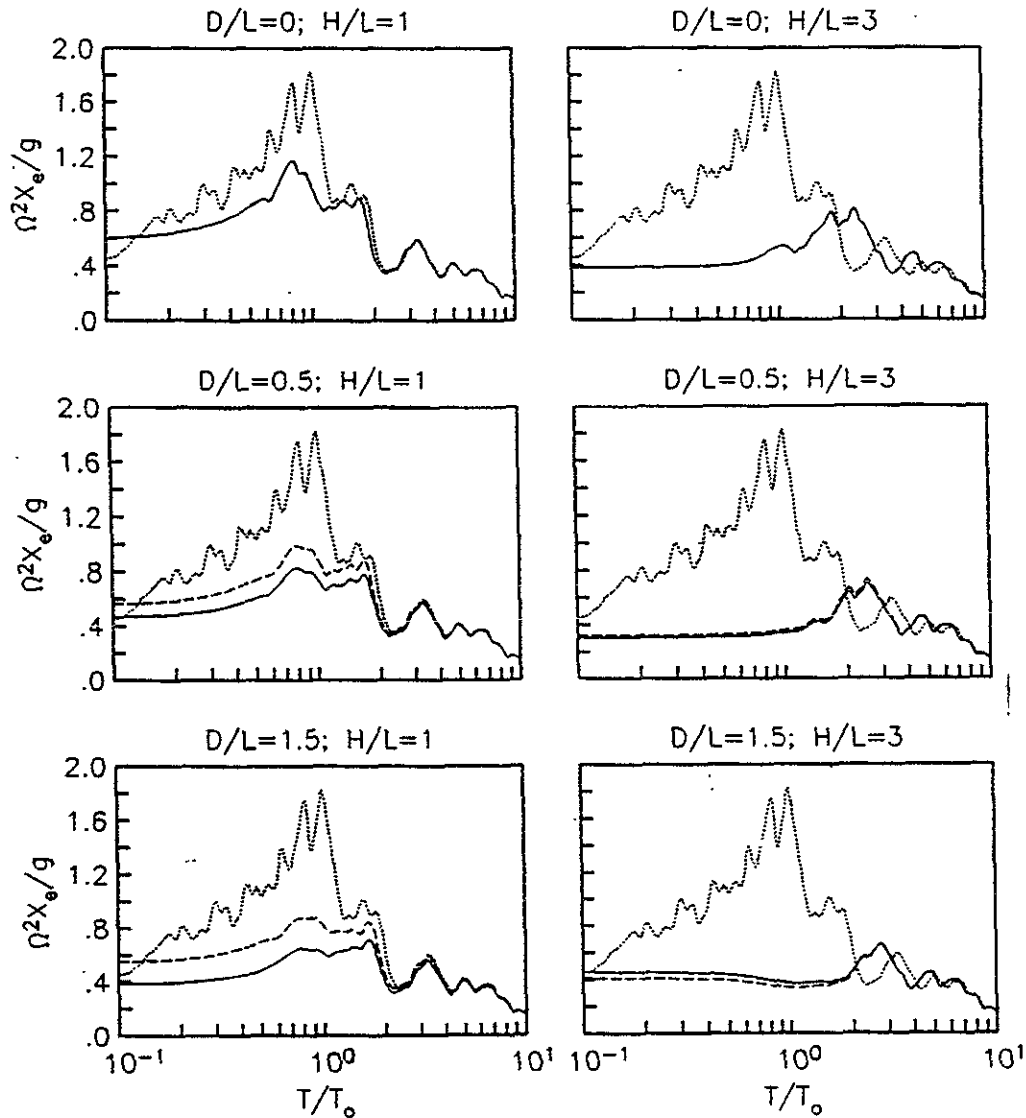 D/L=0; H/L=1
D/L=0; H/L=3
2.0
1.6
1.2
.8
.4
.0
Ω²Xₑ/g
D/L=0.5; H/L=1
D/L=0.5; H/L=3
2.0
1.6
1.2
.8
.4
.0
Ω²Xₑ/g
D/L=1.5; H/L=1
D/L=1.5; H/L=3
2.0
1.6
1.2
.8
.4
.0
Ω²Xₑ/g
10⁻¹ 10⁰ 10¹
10⁻¹ 10⁰ 10¹
T/Tₒ
T/Tₒ